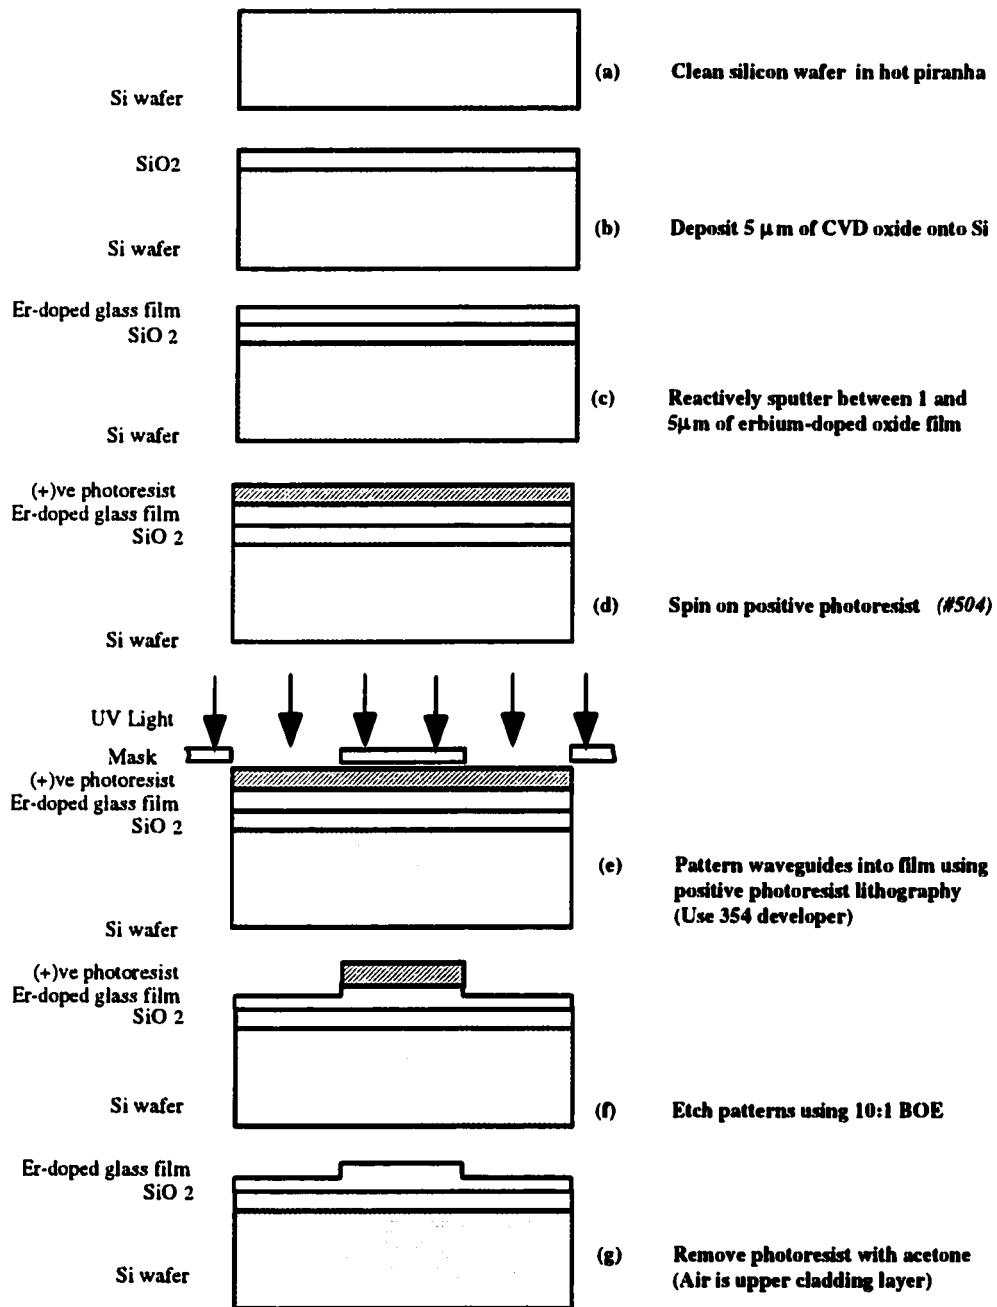 (a) Clean silicon wafer in hot piranha
Si wafer
SiO2
(b) Deposit 5 μm of CVD oxide onto Si
Si wafer
Er-doped glass film
SiO 2
(c) Reactively sputter between 1 and
5μm of erbium-doped oxide film
Si wafer
(+)ve photoresist
Er-doped glass film
SiO 2
(d) Spin on positive photoresist (#504)
Si wafer
UV Light
Mask
(+)ve photoresist
Er-doped glass film
SiO 2
(e) Pattern waveguides into film using
positive photoresist lithography
(Use 354 developer)
Si wafer
(+)ve photoresist
Er-doped glass film
SiO 2
Si wafer
(f) Etch patterns using 10:1 BOE
Er-doped glass film
SiO 2
(g) Remove photoresist with acetone
(Air is upper cladding layer)
Si wafer